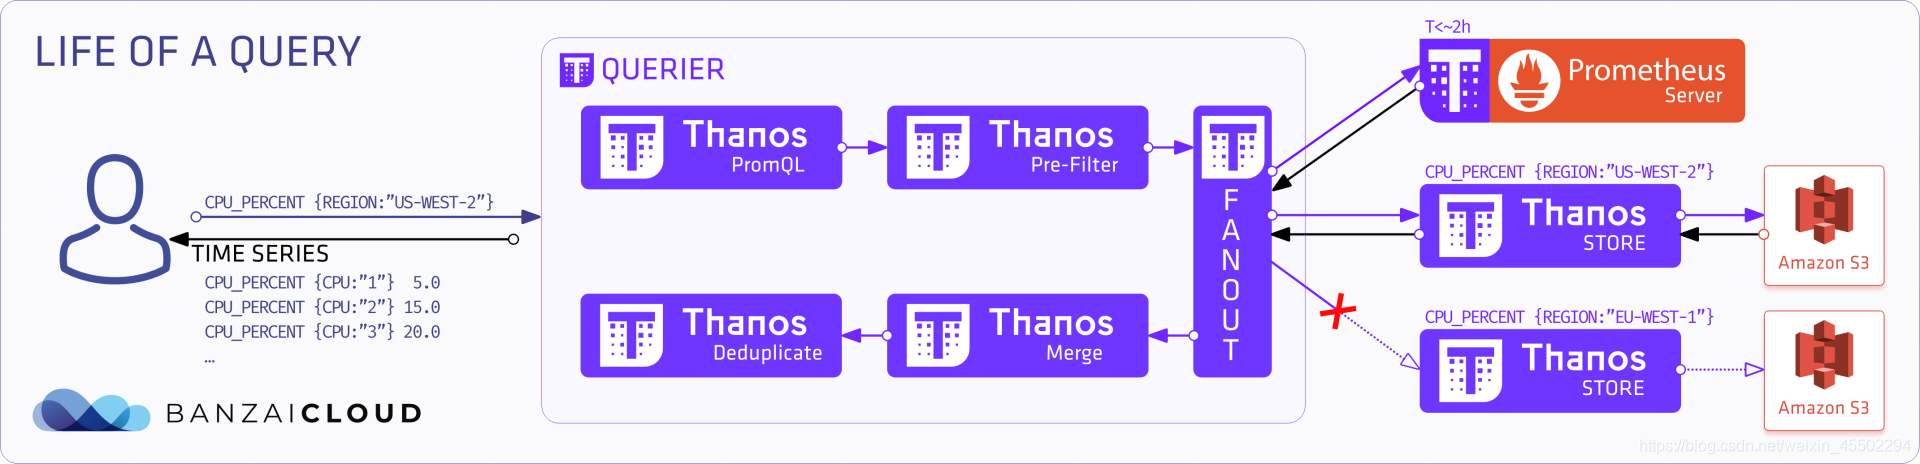 LIFE OF A QUERY
CPU_PERCENT {REGION:”US-WEST-2”}
TIME SERIES
CPU_PERCENT {CPU:”1”} 5.0
CPU_PERCENT {CPU:”2”} 15.0
CPU_PERCENT {CPU:”3”} 20.0
…
BANZAICLOUD
QUERIER
Thanos
PromQL
Thanos
Pre-Filter
FANOUT
Thanos
Deduplicate
Thanos
Merge
T<~2h
Prometheus
Server
CPU_PERCENT {REGION:”US-WEST-2”}
Thanos
STORE
Amazon S3
CPU_PERCENT {REGION:”EU-WEST-1”}
Thanos
STORE
Amazon S3
https://blog.csdn.net/weixin_45502294